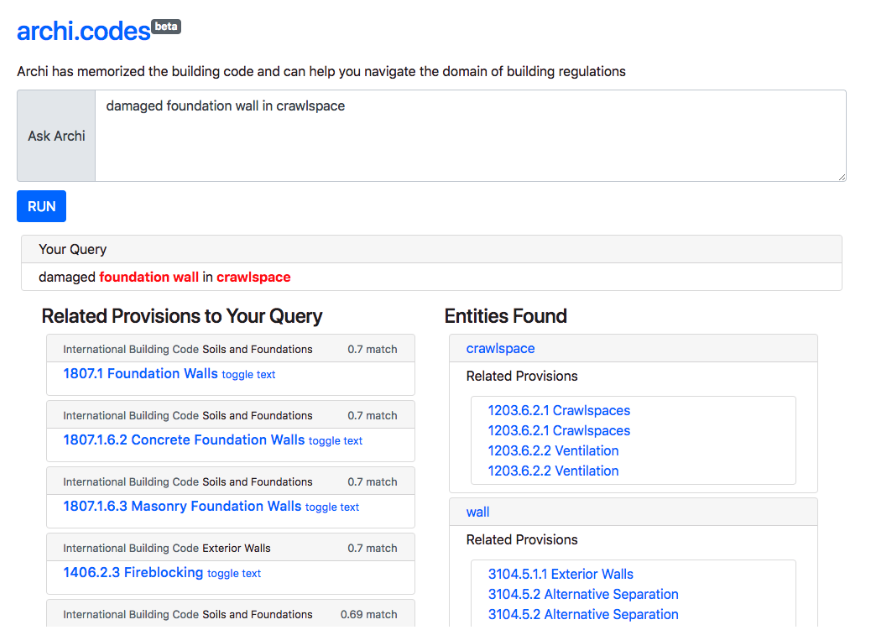 archi.codes beta
Archi has memorized the building code and can help you navigate the domain of building regulations
Ask Archi
damaged foundation wall in crawlspace
RUN
Your Query
damaged foundation wall in crawlspace
Related Provisions to Your Query
International Building Code Soils and Foundations 0.7 match
1807.1 Foundation Walls toggle text
International Building Code Soils and Foundations 0.7 match
1807.1.6.2 Concrete Foundation Walls toggle text
International Building Code Soils and Foundations 0.7 match
1807.1.6.3 Masonry Foundation Walls toggle text
International Building Code Exterior Walls 0.7 match
1406.2.3 Fireblocking toggle text
International Building Code Soils and Foundations 0.69 match
Entities Found
crawlspace
Related Provisions
1203.6.2.1 Crawlspaces
1203.6.2.1 Crawlspaces
1203.6.2.2 Ventilation
1203.6.2.2 Ventilation
wall
Related Provisions
3104.5.1.1 Exterior Walls
3104.5.2 Alternative Separation
3104.5.2 Alternative Separation